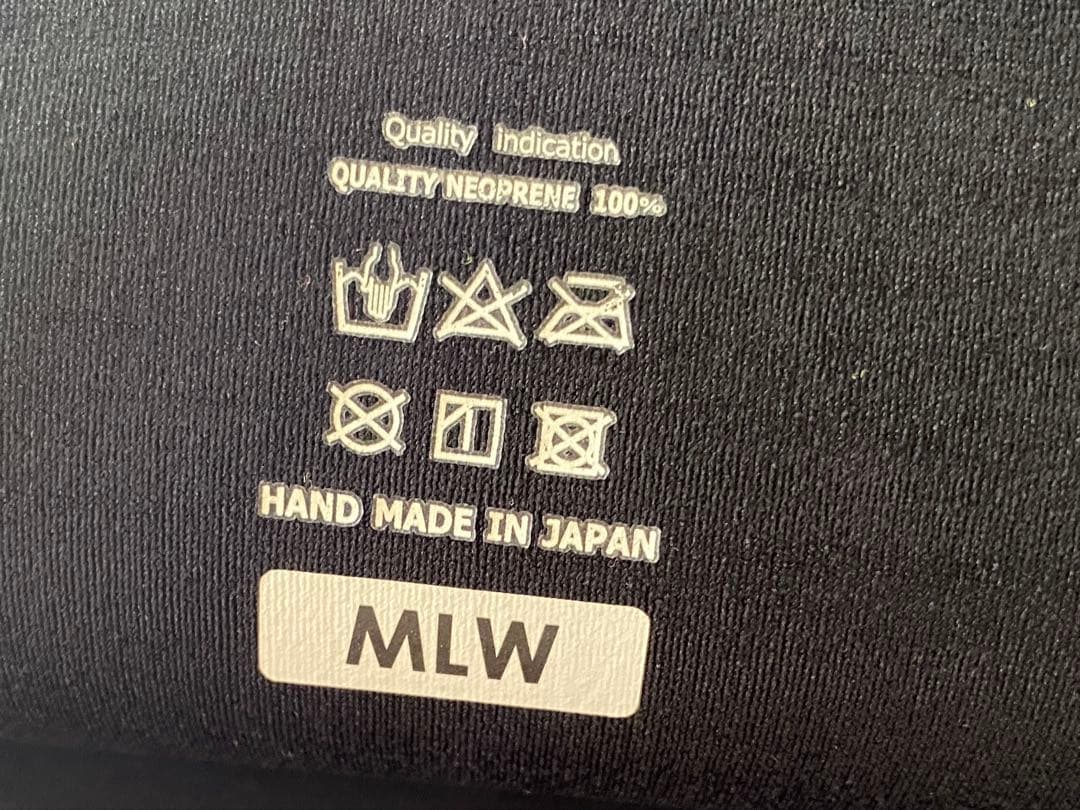 Quality indication
QUALITY NEOPRENE 100%
HAND MADE IN JAPAN
MLW